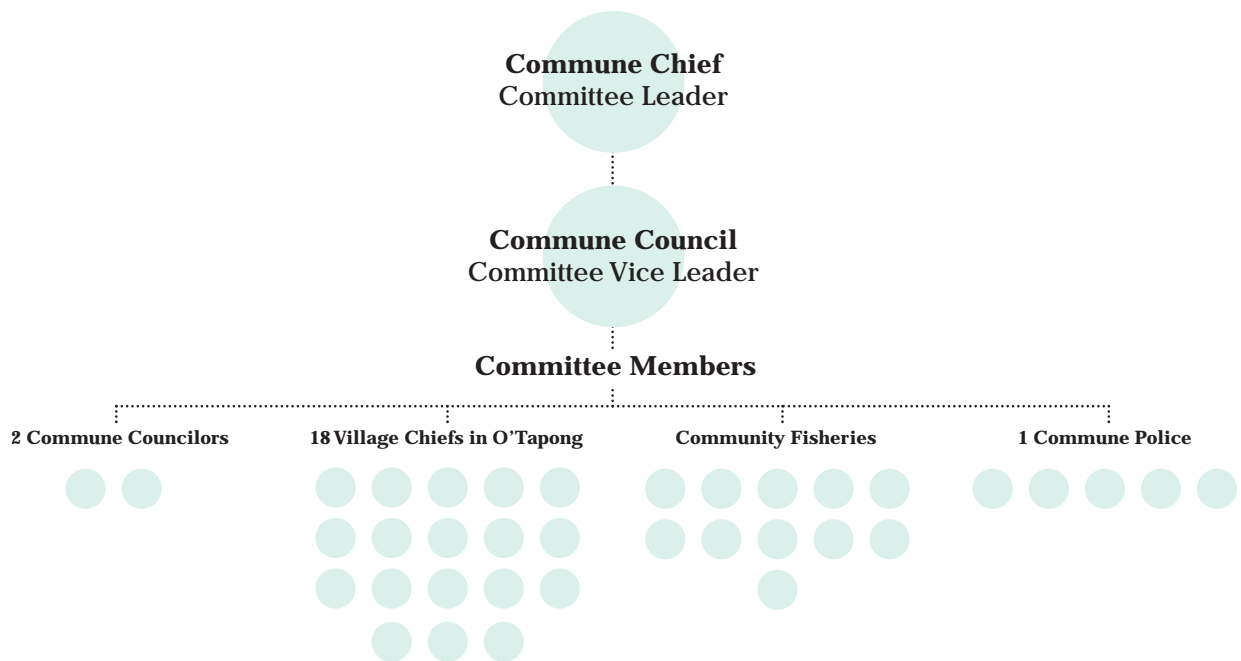 Commune Chief
Committee Leader
Commune Council
Committee Vice Leader
Committee Members
2 Commune Councilors
18 Village Chiefs in O'Tapong
Community Fisheries
1 Commune Police